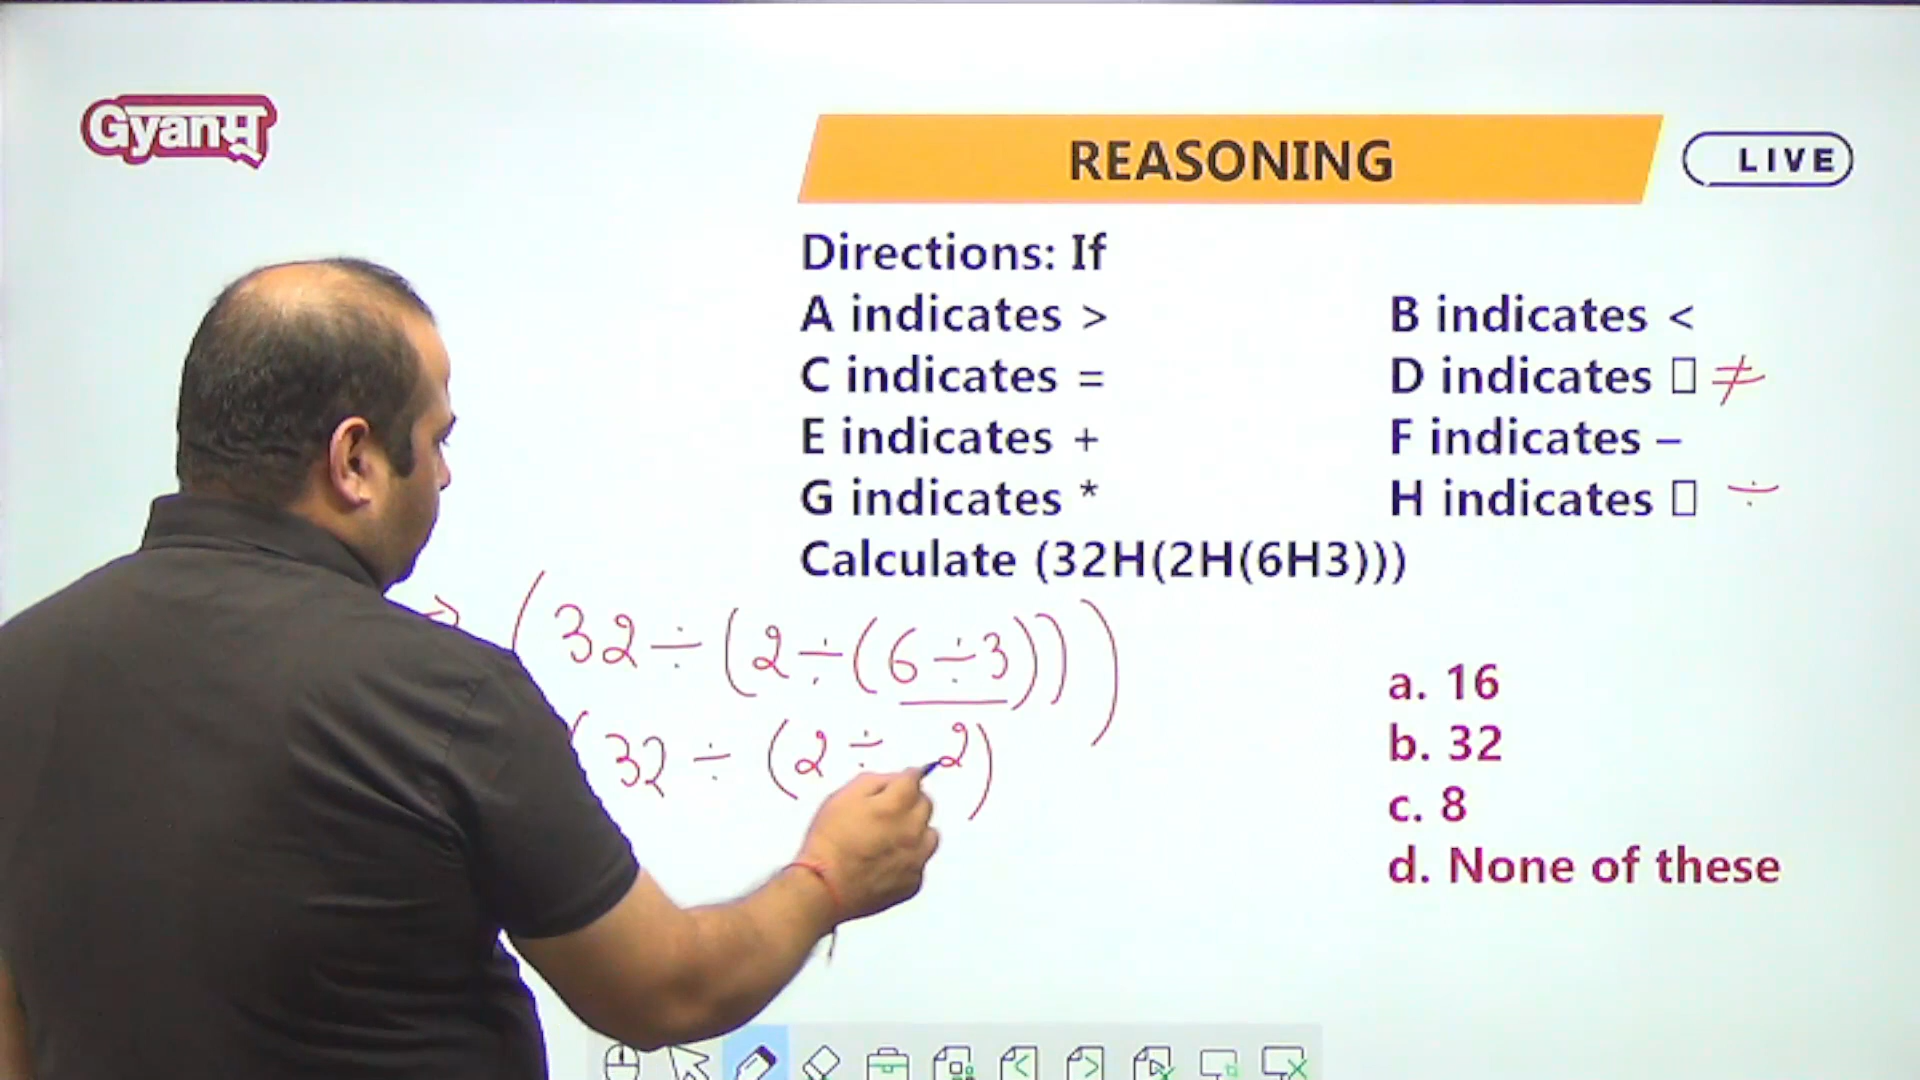 Gyanम
REASONING
LIVE
Directions: If
A indicates >
B indicates <
C indicates =
D indicates □ ≠
E indicates +
F indicates –
G indicates *
H indicates □ ÷
Calculate (32H(2H(6H3)))
→ (32 ÷ (2 ÷ (6 ÷ 3)))
(32 ÷ (2 ÷ 2)
a. 16
b. 32
c. 8
d. None of these